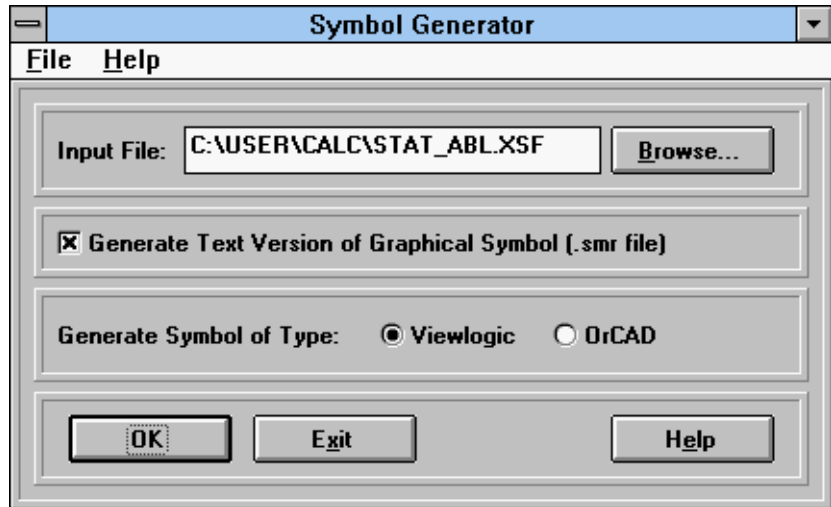 Symbol Generator
File Help
Input File: C:\USER\CALC\STAT_ABL.XSF Browse...
Generate Text Version of Graphical Symbol (.smr file)
Generate Symbol of Type: Viewlogic OrCAD
OK Exit Help